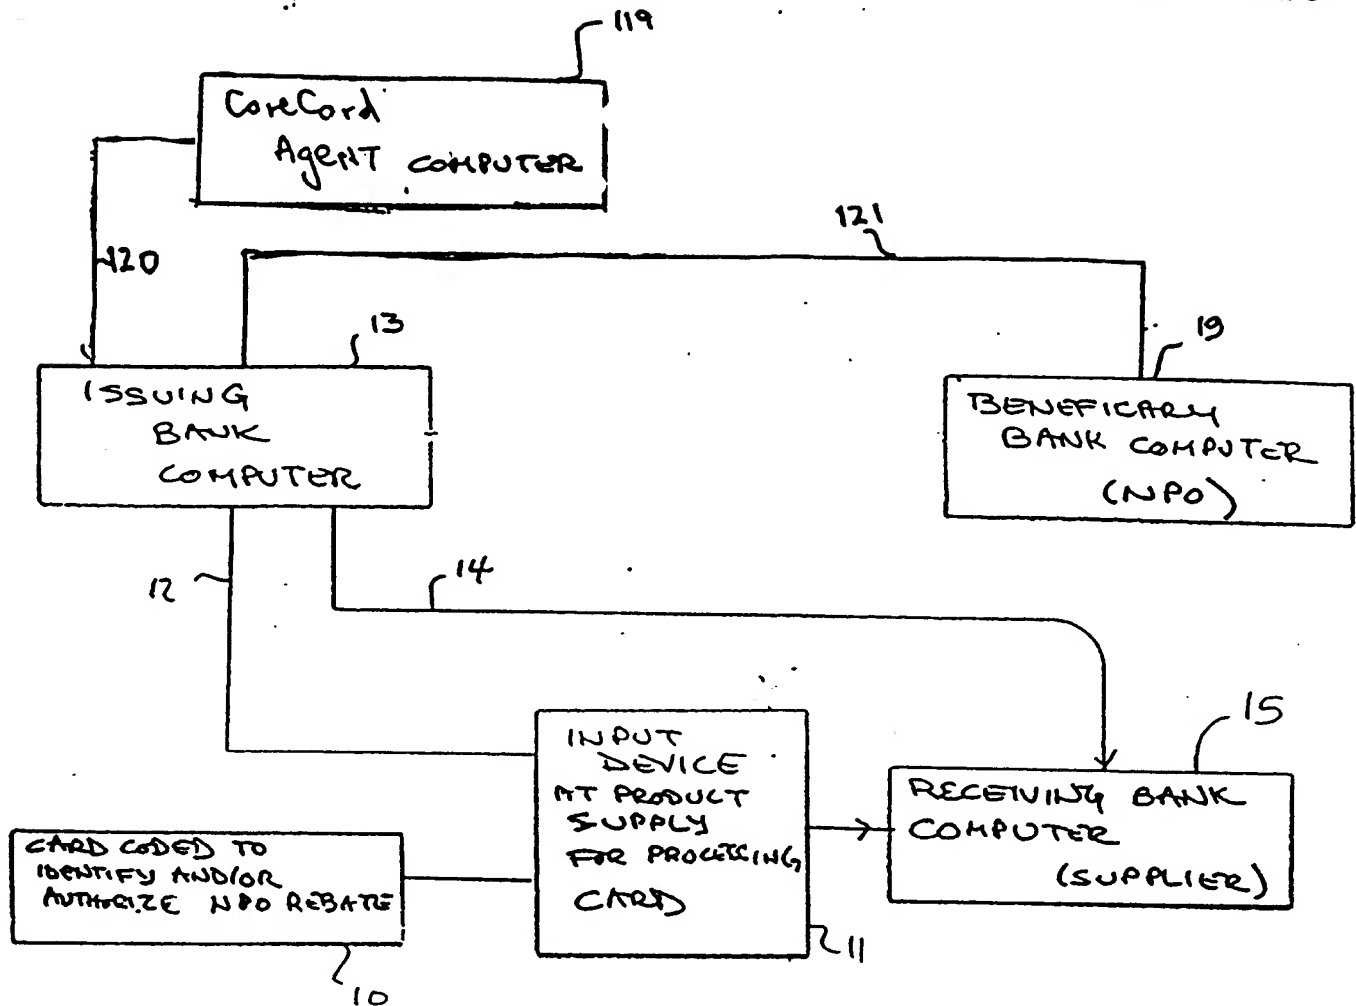 119
CareCard
Agent COMPUTER
120
121
13
ISSUING
BANK
COMPUTER
19
BENEFICARY
BANK COMPUTER
(NPO)
12
14
INPUT
DEVICE
AT PRODUCT
SUPPLY
FOR PROCESSING
CARD
11
15
RECEIVING BANK
COMPUTER
(SUPPLIER)
CARD CODED TO
IDENTIFY AND/OR
AUTHORIZE NPO REBATE
10